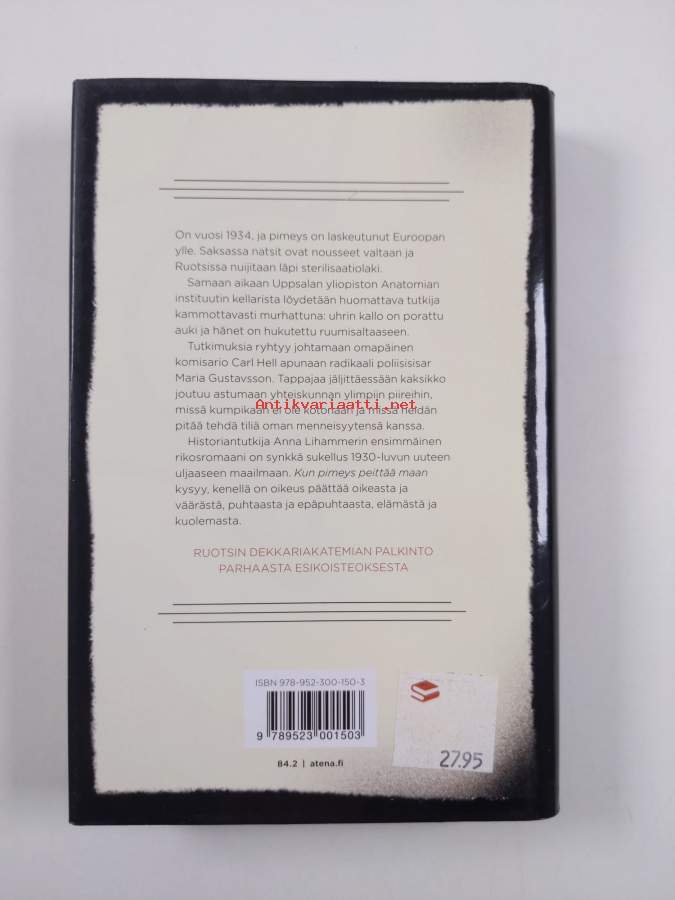 On vuosi 1934, ja pimeys on laskeutunut Euroopan
ylle. Saksassa natsit ovat nousseet valtaan ja
Ruotsissa nuijitaan läpi sterilisaatiolaki.
Samaan aikaan Uppsalan yliopiston Anatomian
instituutin kellarista löydetään huomattava tutkija
kammottavasti murhattuna: uhrin kallo on porattu
auki ja hänet on hukutettu ruumisaltaaseen.
Tutkimuksia ryhtyy johtamaan omapäinen
komisario Carl Hell apunaan radikaali poliisisisar
Maria Gustavsson. Tappajaa jäljittäessään kaksikko
joutuu astumaan yhteiskunnan ylimpiin piireihin,
Antikvariaatti.net
missä kumpikaan ei ole kotonaan ja missä heidän
pitää tehdä tiliä oman menneisyytensä kanssa.
Historiantutkija Anna Lihammerin ensimmäinen
rikosromaani on synkkä sukellus 1930-luvun uuteen
uljaaseen maailmaan. Kun pimeys peittää maan
kysyy, kenellä on oikeus päättää oikeasta ja
väärästä, puhtaasta ja epäpuhtaasta, elämästä ja
kuolemasta.
RUOTSIN DEKKARIAKATEMIAN PALKINTO
PARHAASTA ESIKOISTEOKSESTA
ISBN 978-952-300-150-3
9 789523 001503
84.2 | atena.fi
27.95